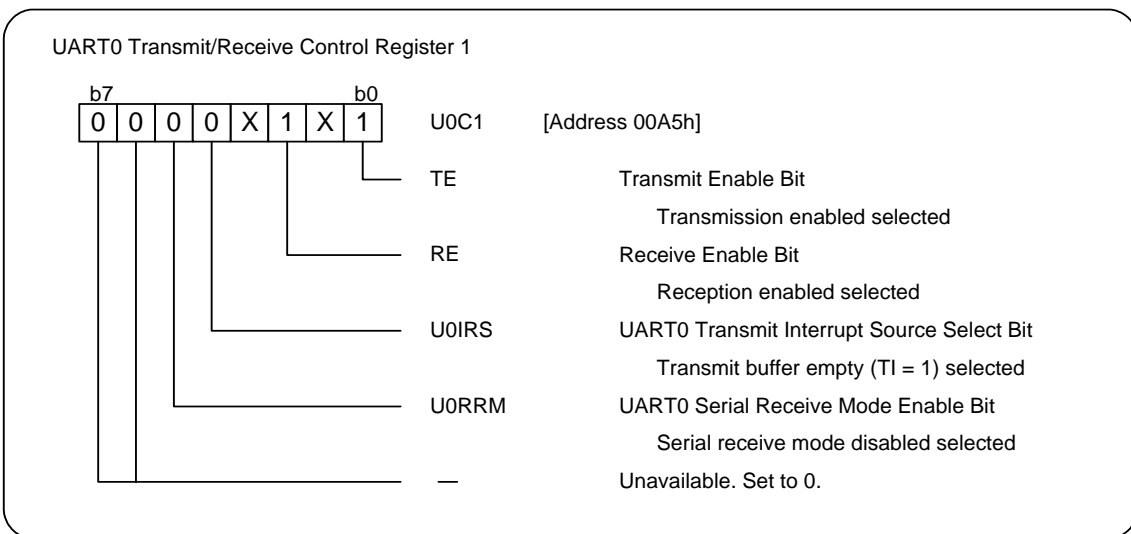 UART0 Transmit/Receive Control Register 1
b7 b0
0 0 0 0 X 1 X 1 U0C1 [Address 00A5h]
TE Transmit Enable Bit
Transmission enabled selected
RE Receive Enable Bit
Reception enabled selected
U0IRS UART0 Transmit Interrupt Source Select Bit
Transmit buffer empty (TI = 1) selected
U0RRM UART0 Serial Receive Mode Enable Bit
Serial receive mode disabled selected
— Unavailable. Set to 0.